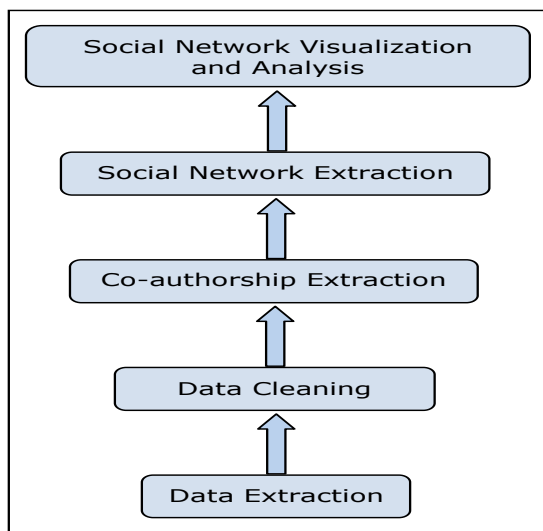 Social Network Visualization
and Analysis
Social Network Extraction
Co-authorship Extraction
Data Cleaning
Data Extraction